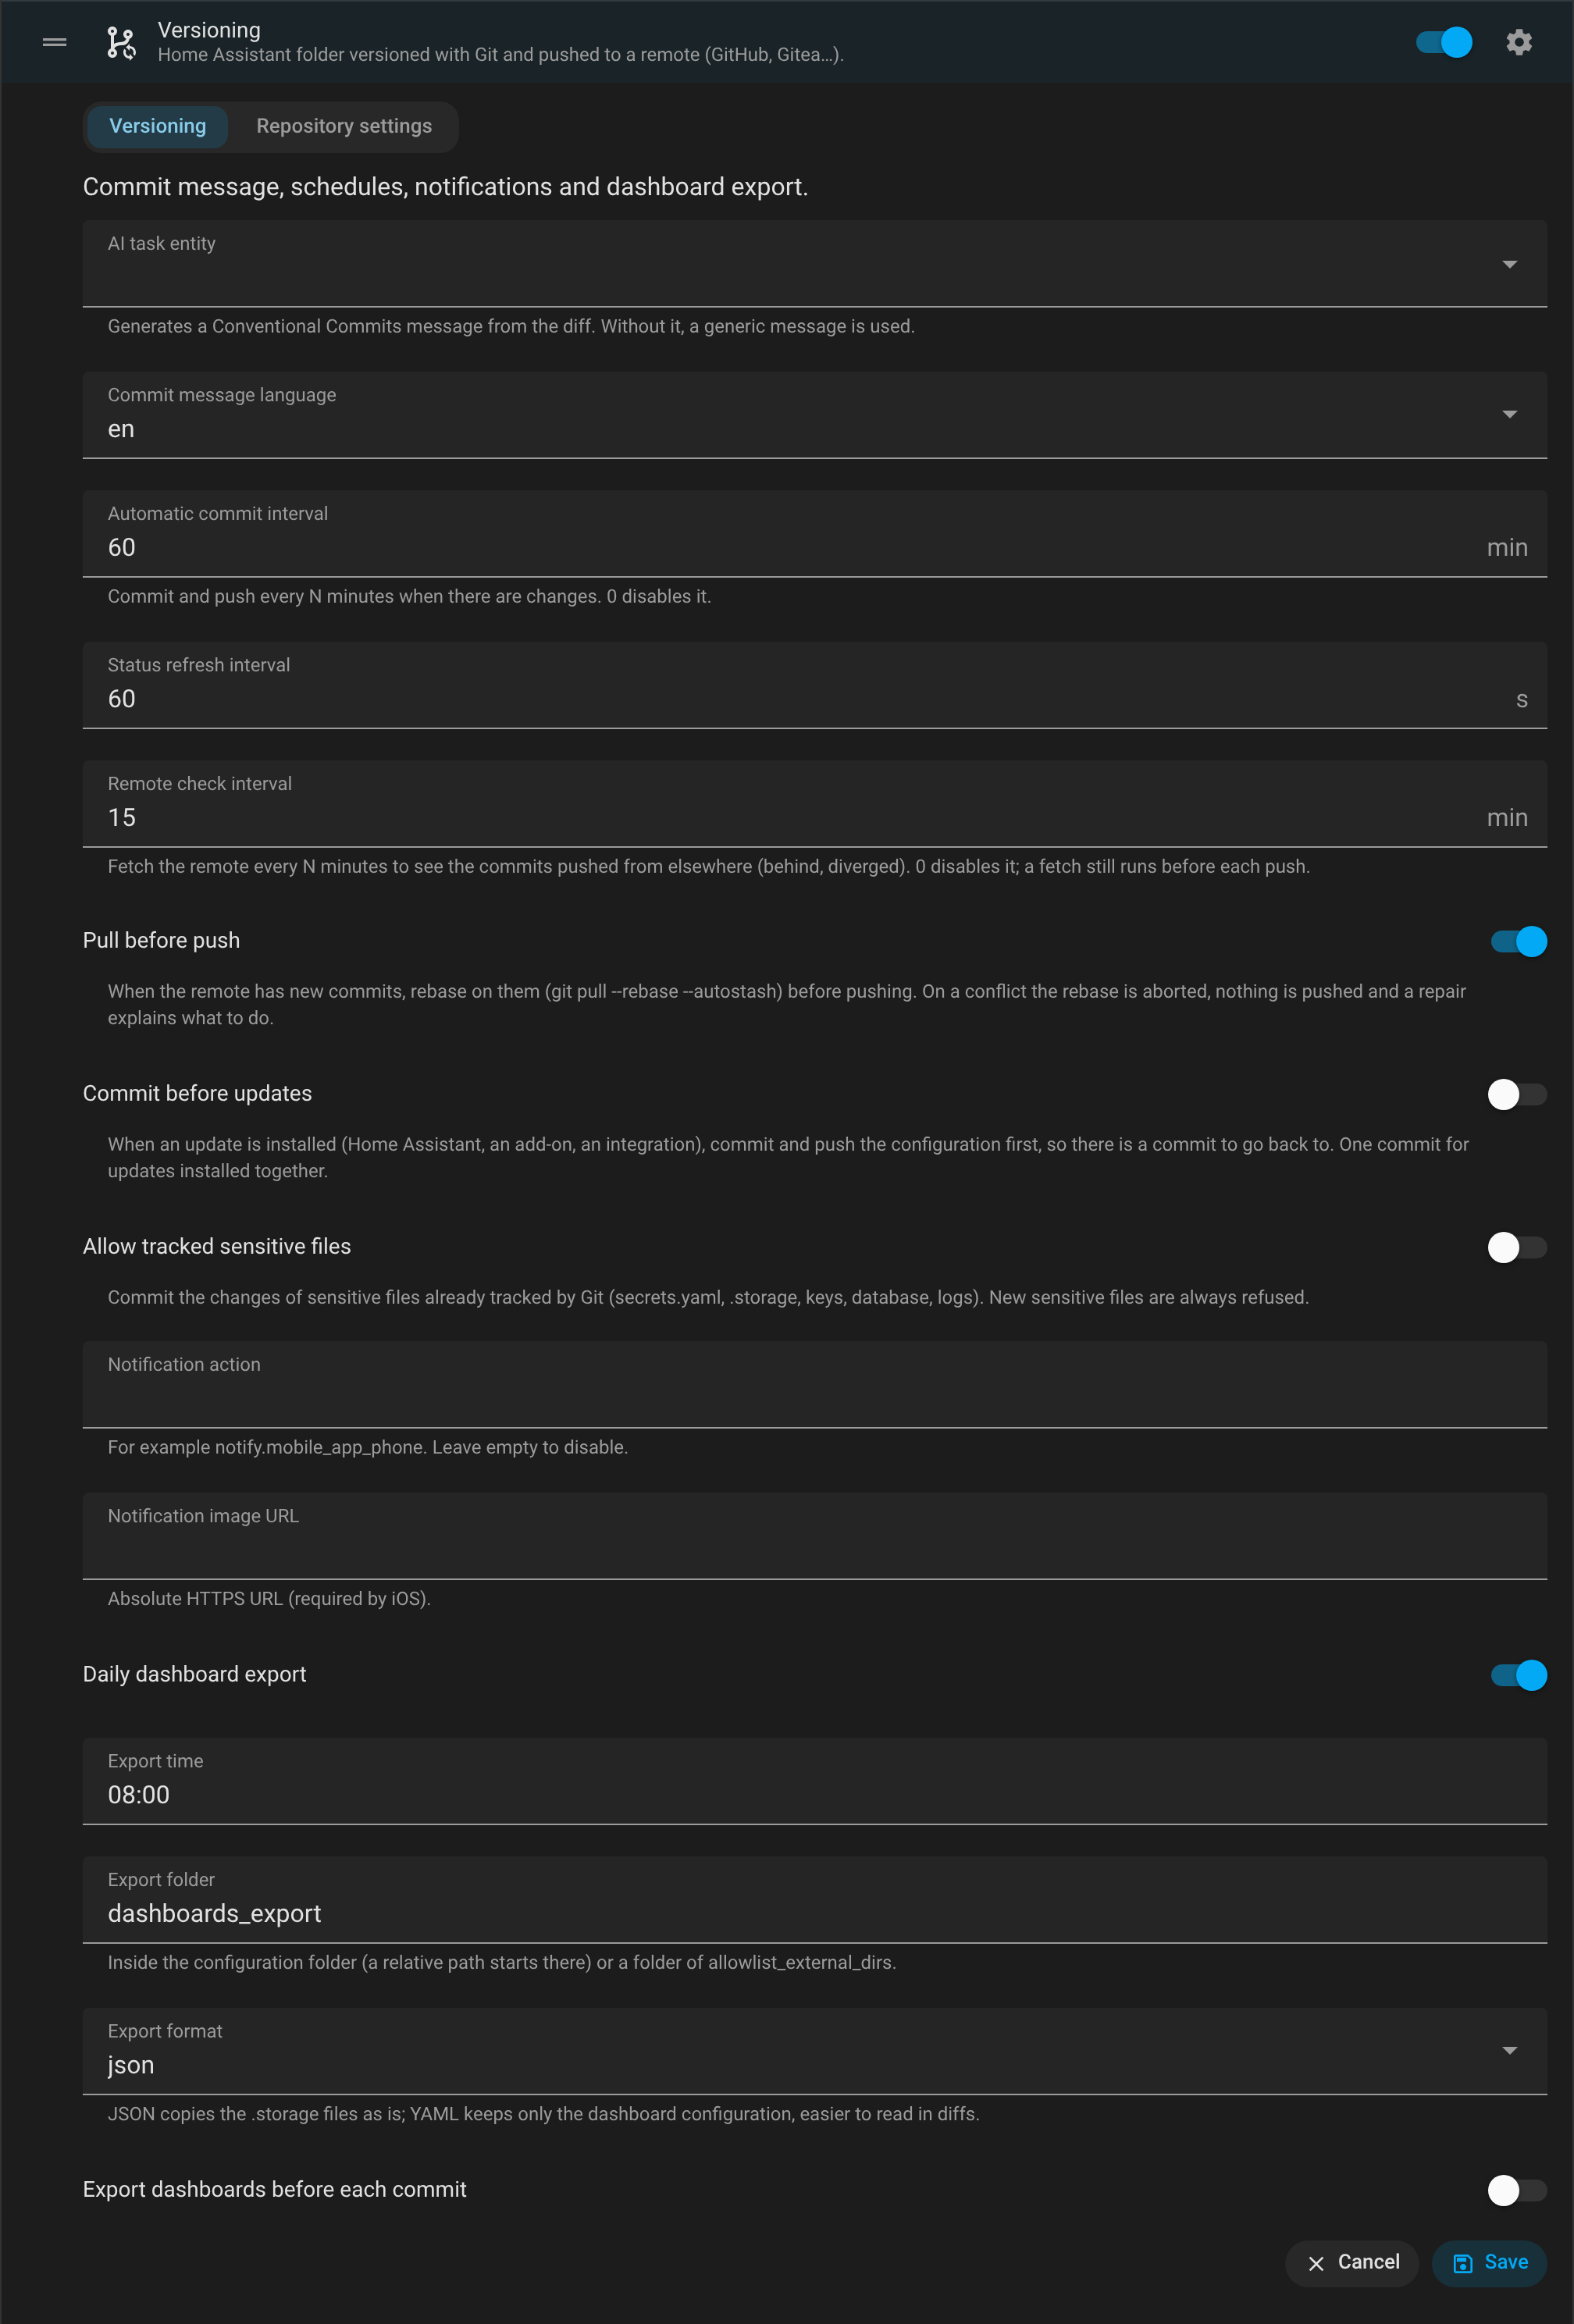 Versioning
Home Assistant folder versioned with Git and pushed to a remote (GitHub, Gitea…).
Versioning
Repository settings
Commit message, schedules, notifications and dashboard export.
AI task entity
Generates a Conventional Commits message from the diff. Without it, a generic message is used.
Commit message language
en
Automatic commit interval
60
min
Commit and push every N minutes when there are changes. 0 disables it.
Status refresh interval
60
s
Remote check interval
15
min
Fetch the remote every N minutes to see the commits pushed from elsewhere (behind, diverged). 0 disables it; a fetch still runs before each push.
Pull before push
When the remote has new commits, rebase on them (git pull --rebase --autostash) before pushing. On a conflict the rebase is aborted, nothing is pushed and a repair
explains what to do.
Commit before updates
When an update is installed (Home Assistant, an add-on, an integration), commit and push the configuration first, so there is a commit to go back to. One commit for
updates installed together.
Allow tracked sensitive files
Commit the changes of sensitive files already tracked by Git (secrets.yaml, .storage, keys, database, logs). New sensitive files are always refused.
Notification action
For example notify.mobile_app_phone. Leave empty to disable.
Notification image URL
Absolute HTTPS URL (required by iOS).
Daily dashboard export
Export time
08:00
Export folder
dashboards_export
Inside the configuration folder (a relative path starts there) or a folder of allowlist_external_dirs.
Export format
json
JSON copies the .storage files as is; YAML keeps only the dashboard configuration, easier to read in diffs.
Export dashboards before each commit
Cancel
Save